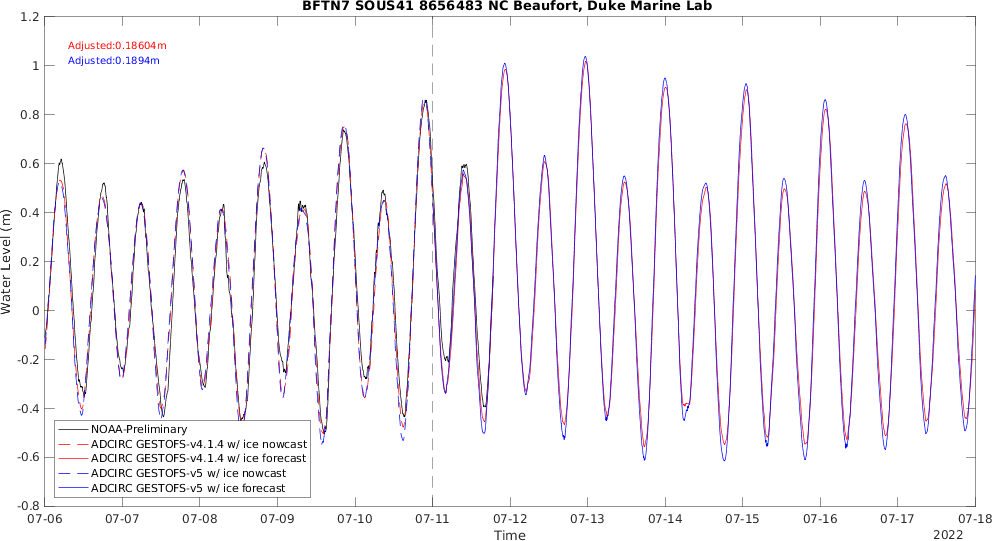 BFTN7 SOUS41 8656483 NC Beaufort, Duke Marine Lab
1.2
Adjusted:0.18604m
Adjusted:0.1894m
1
0.8
0.6
0.4
0.2
0
-0.2
-0.4
-0.6
-0.8
Water Level (m)
NOAA-Preliminary
ADCIRC GESTOFS-v4.1.4 w/ ice nowcast
ADCIRC GESTOFS-v4.1.4 w/ ice forecast
ADCIRC GESTOFS-v5 w/ ice nowcast
ADCIRC GESTOFS-v5 w/ ice forecast
07-06 07-07 07-08 07-09 07-10 07-11 07-12 07-13 07-14 07-15 07-16 07-17 07-18
Time
2022